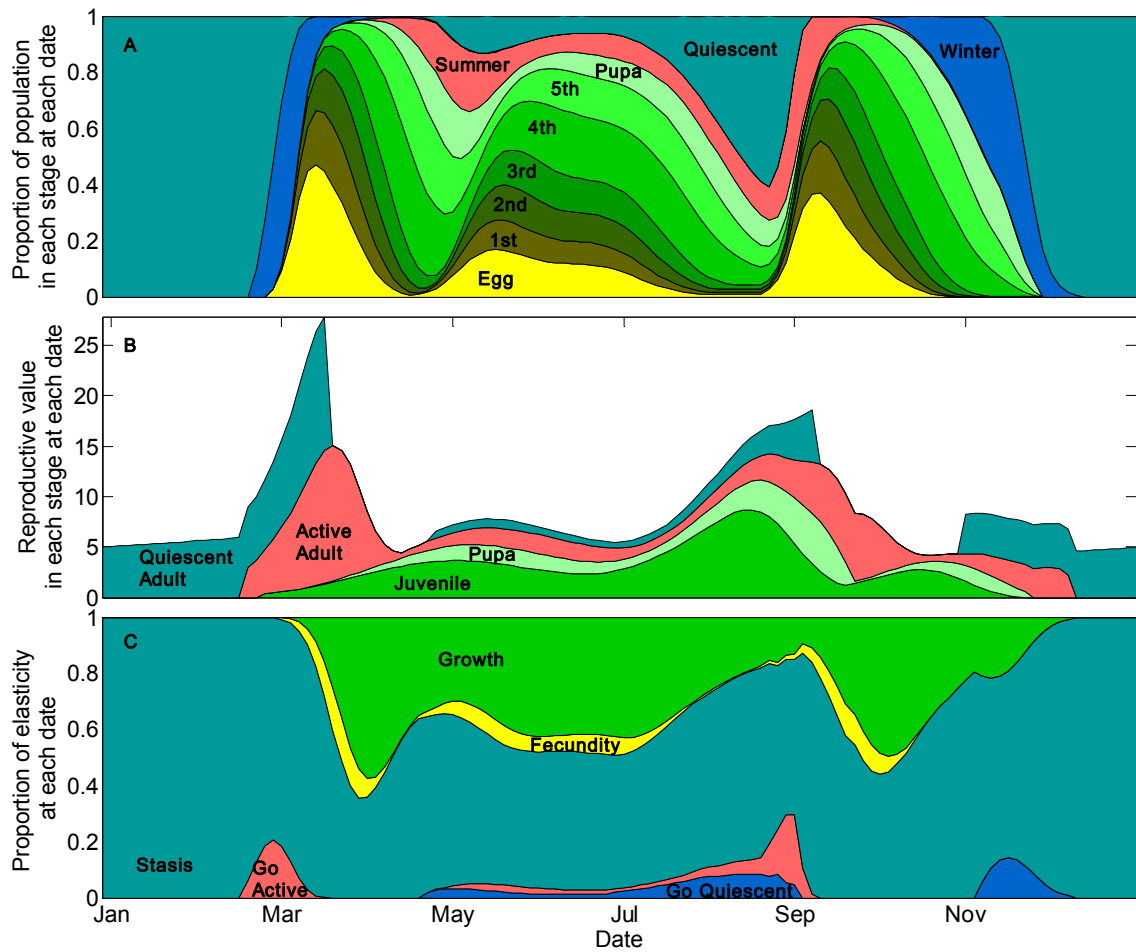 A
Proportion of population
in each stage at each date
1
0.8
0.6
0.4
0.2
0
Summer
Quiescent
Pupa
Winter
5th
4th
3rd
2nd
1st
Egg
B
Reproductive value
in each stage at each date
25
20
15
10
5
0
Quiescent
Adult
Active
Adult
Pupa
Juvenile
C
Proportion of elasticity
at each date
1
0.8
0.6
0.4
0.2
0
Growth
Fecundity
Stasis
Go
Active
Go Quiescent
Jan Mar May Jul Sep Nov
Date